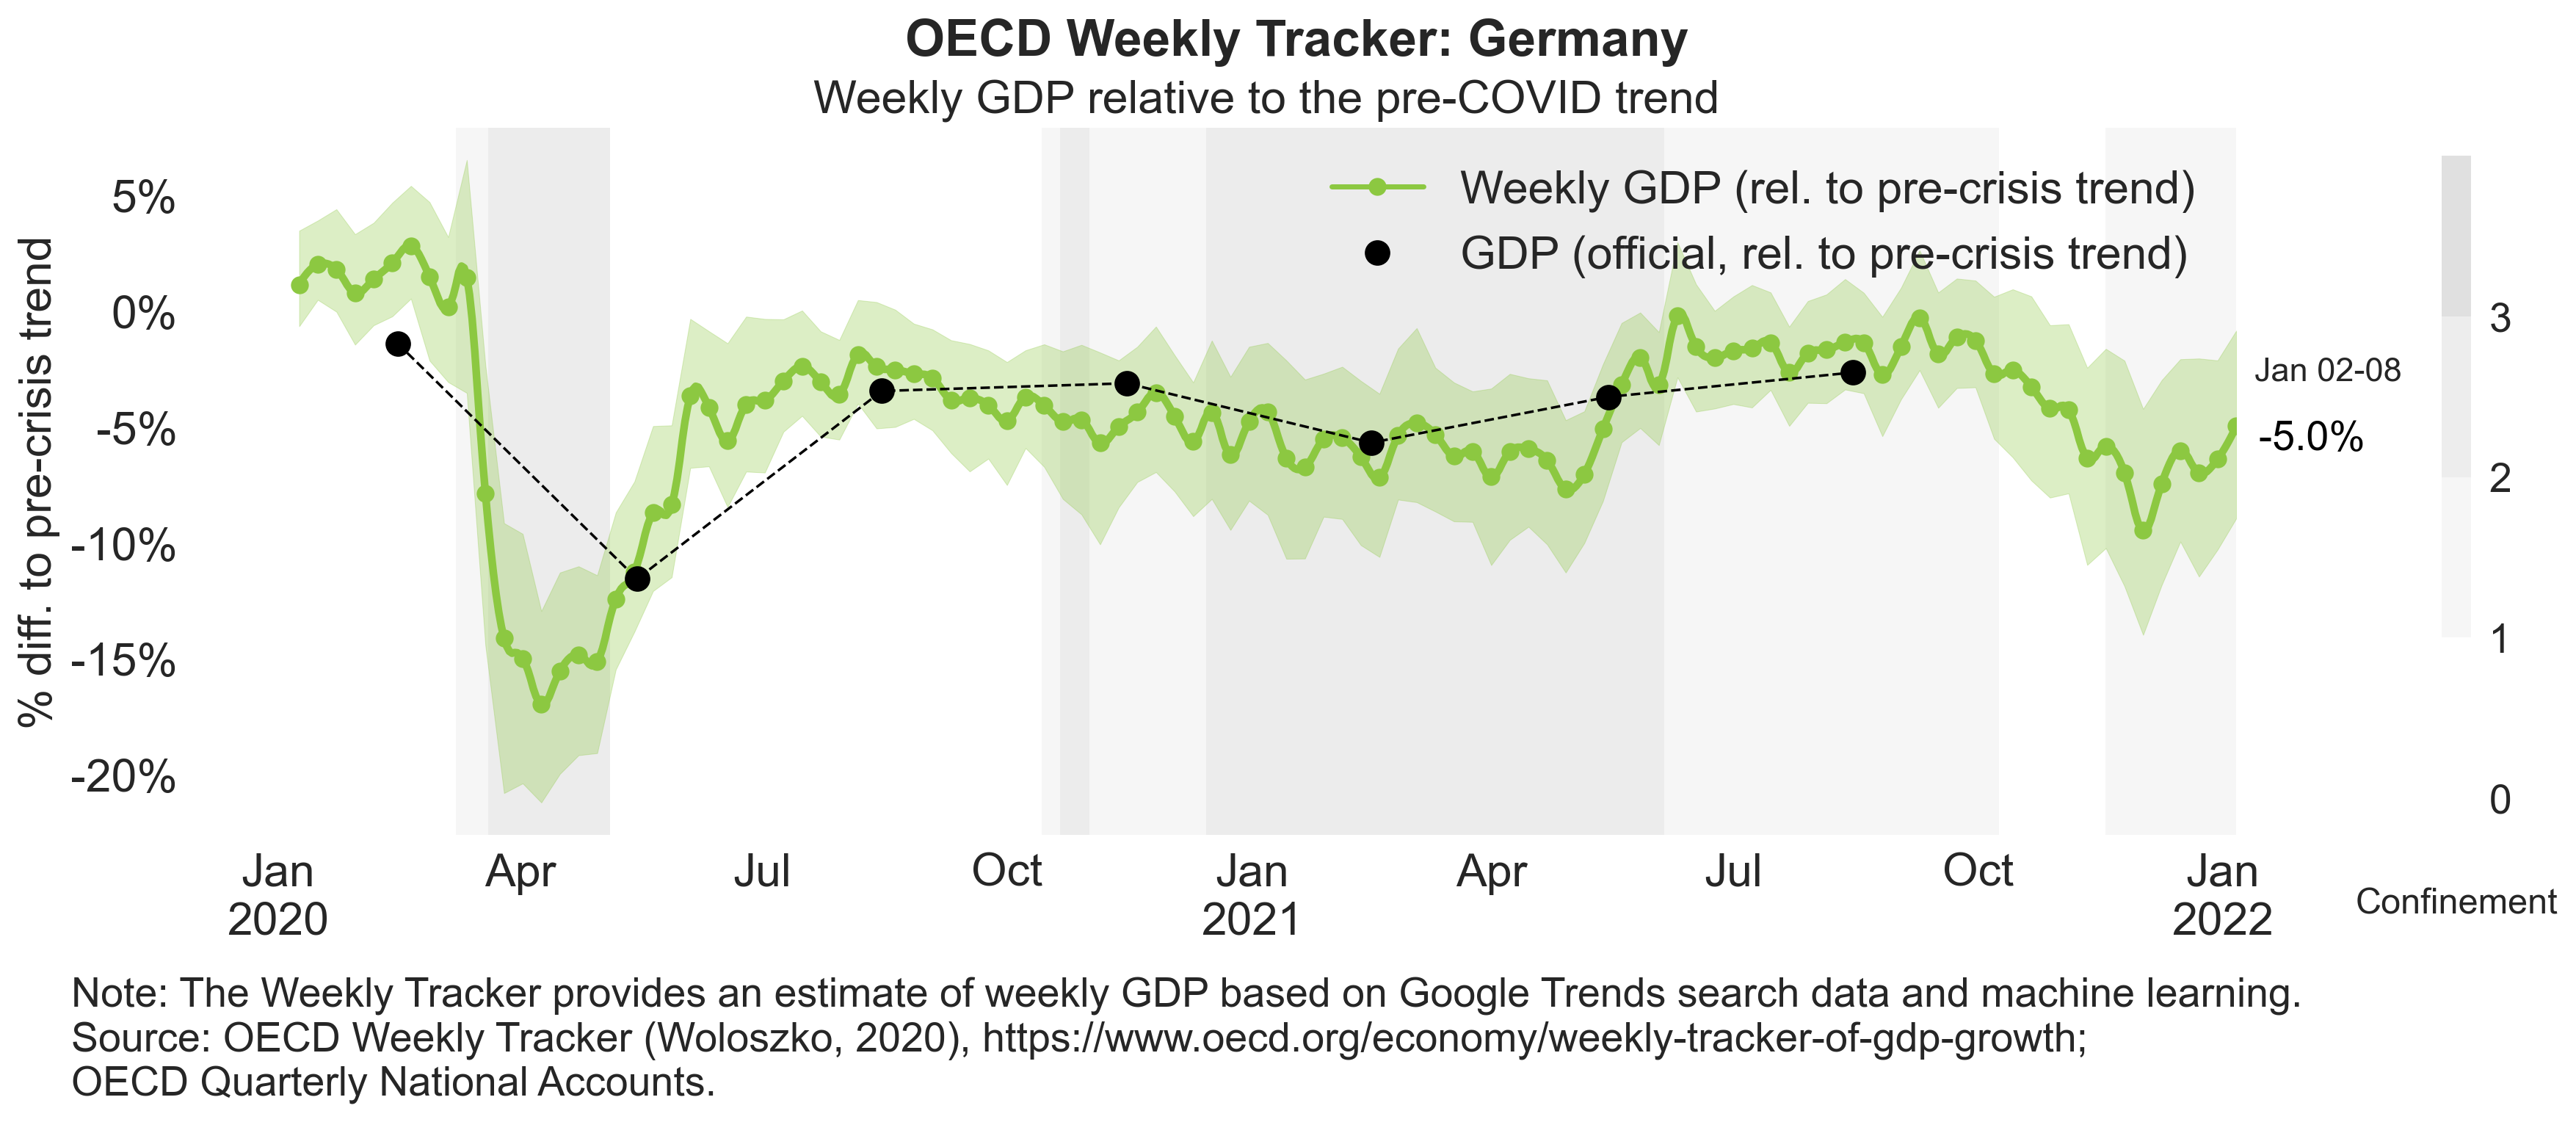 OECD Weekly Tracker: Germany
Weekly GDP relative to the pre-COVID trend
% diff. to pre-crisis trend
5%
0%
-5%
-10%
-15%
-20%
Weekly GDP (rel. to pre-crisis trend)
GDP (official, rel. to pre-crisis trend)
Jan 02-08
-5.0%
3
2
1
0
Confinement
Jan Apr Jul Oct Jan Apr Jul Oct Jan
2020 2021 2022
Note: The Weekly Tracker provides an estimate of weekly GDP based on Google Trends search data and machine learning.
Source: OECD Weekly Tracker (Woloszko, 2020), https://www.oecd.org/economy/weekly-tracker-of-gdp-growth;
OECD Quarterly National Accounts.